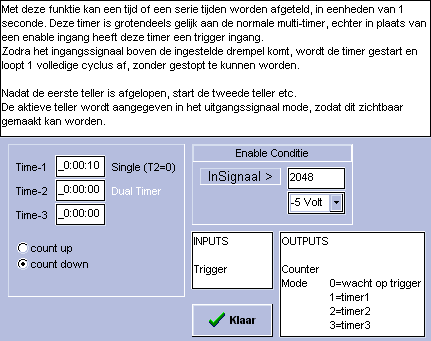 Met deze funktie kan een tijd of een serie tijden worden afgeteld, in eenheden van 1
seconde. Deze timer is grotendeels gelijk aan de normale multi-timer, echter in plaats van
een enable ingang heeft deze timer een trigger ingang.
Zodra het ingangssignaal boven de ingestelde drempel komt, wordt de timer gestart en
loopt 1 volledige cyclus af, zonder gestopt te kunnen worden.
Nadat de eerste teller is afgelopen, start de tweede teller etc.
De aktieve teller wordt aangegeven in het uitgangssignaal mode, zodat dit zichtbaar
gemaakt kan worden.
Time-1 _0:00:10 Single (T2=0)
Time-2 _0:00:00 Dual Timer
Time-3 _0:00:00
count up
count down
Enable Conditie
InSignaal > 2048
-5 Volt
INPUTS
Trigger
OUTPUTS
Counter
Mode 0=wacht op trigger
1=timer1
2=timer2
3=timer3
Klaar